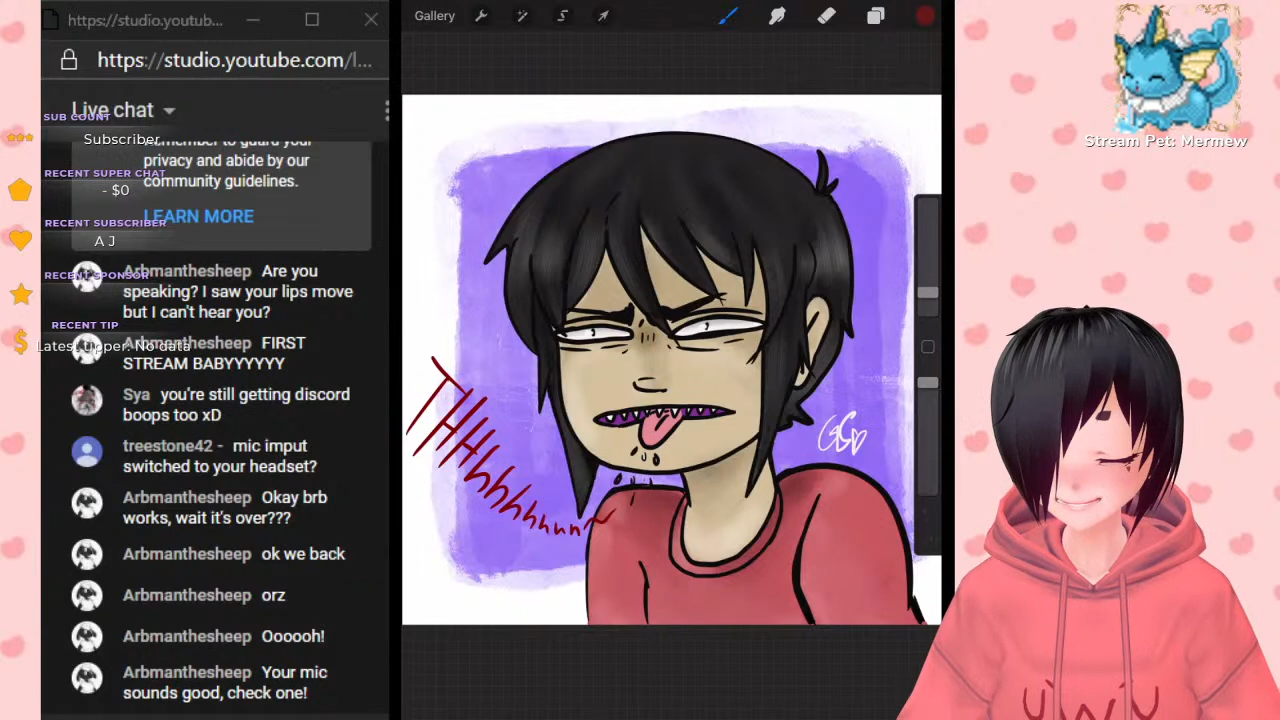 https://studio.youtub...
https://studio.youtube.com/l...
Live chat
SUB COUNT
Subscriber
remember to guard your
privacy and abide by our
community guidelines.
RECENT SUPER CHAT
- $0
LEARN MORE
RECENT SUBSCRIBER
A J
Arbmanthesheep Are you
speaking? I saw your lips move
but I can't hear you?
RECENT SPONSOR
RECENT TIP
Latest tipper: No data
Arbmanthesheep FIRST
STREAM BABYYYYYY
Sya you're still getting discord
boops too xD
treestone42 - mic imput
switched to your headset?
Arbmanthesheep Okay brb
works, wait it's over???
Arbmanthesheep ok we back
Arbmanthesheep orz
Arbmanthesheep Oooooh!
Arbmanthesheep Your mic
sounds good, check one!
Gallery
Stream Pet: Mermew
UwU